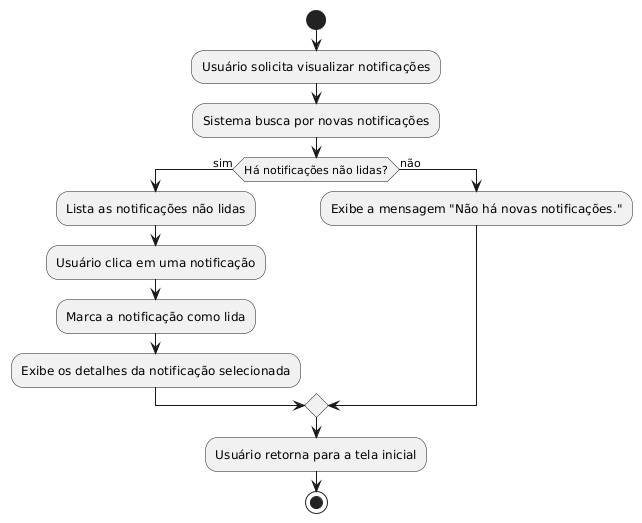 Usuário solicita visualizar notificações
Sistema busca por novas notificações
sim
Há notificações não lidas?
não
Lista as notificações não lidas
Exibe a mensagem "Não há novas notificações."
Usuário clica em uma notificação
Marca a notificação como lida
Exibe os detalhes da notificação selecionada
Usuário retorna para a tela inicial